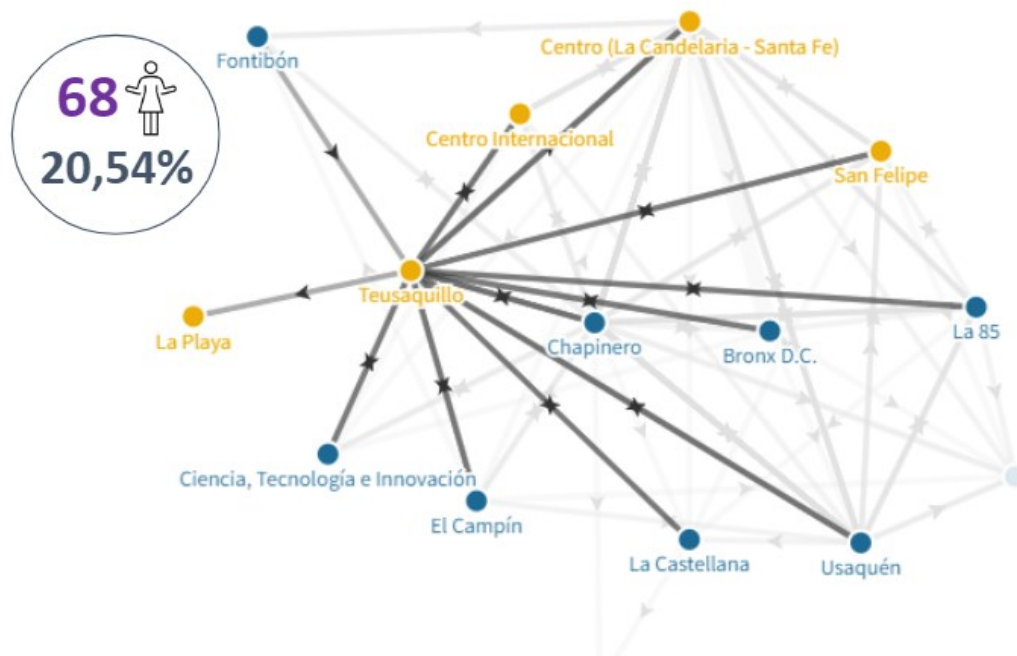 Fontibón
Centro (La Candelaria - Santa Fe)
68
20,54%
Centro Internacional
San Felipe
Teusaquillo
La Playa
Chapinero
Bronx D.C.
La 85
Ciencia, Tecnología e Innovación
El Campín
La Castellana
Usaquén